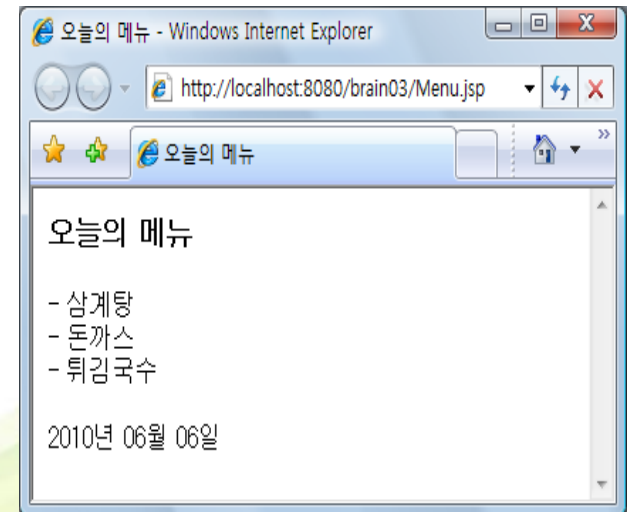 오늘의 메뉴 - Windows Internet Explorer
http://localhost:8080/brain03/Menu.jsp
오늘의 메뉴
오늘의 메뉴
- 삼계탕
- 돈까스
- 튀김국수
2010년 06월 06일